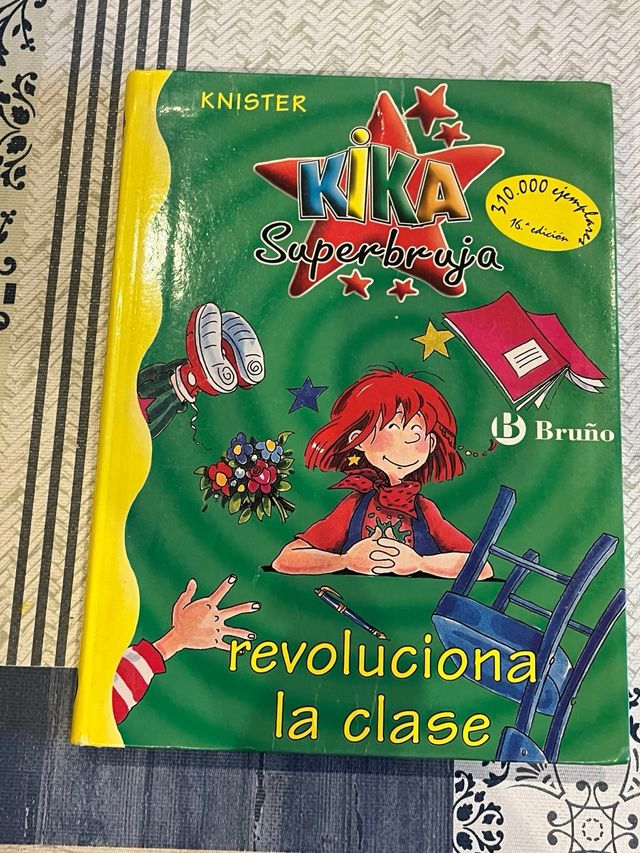 KNISTER
KiKA
Superbruja
310.000 ejemplares
16.ª edición
B Bruño
revoluciona
la clase